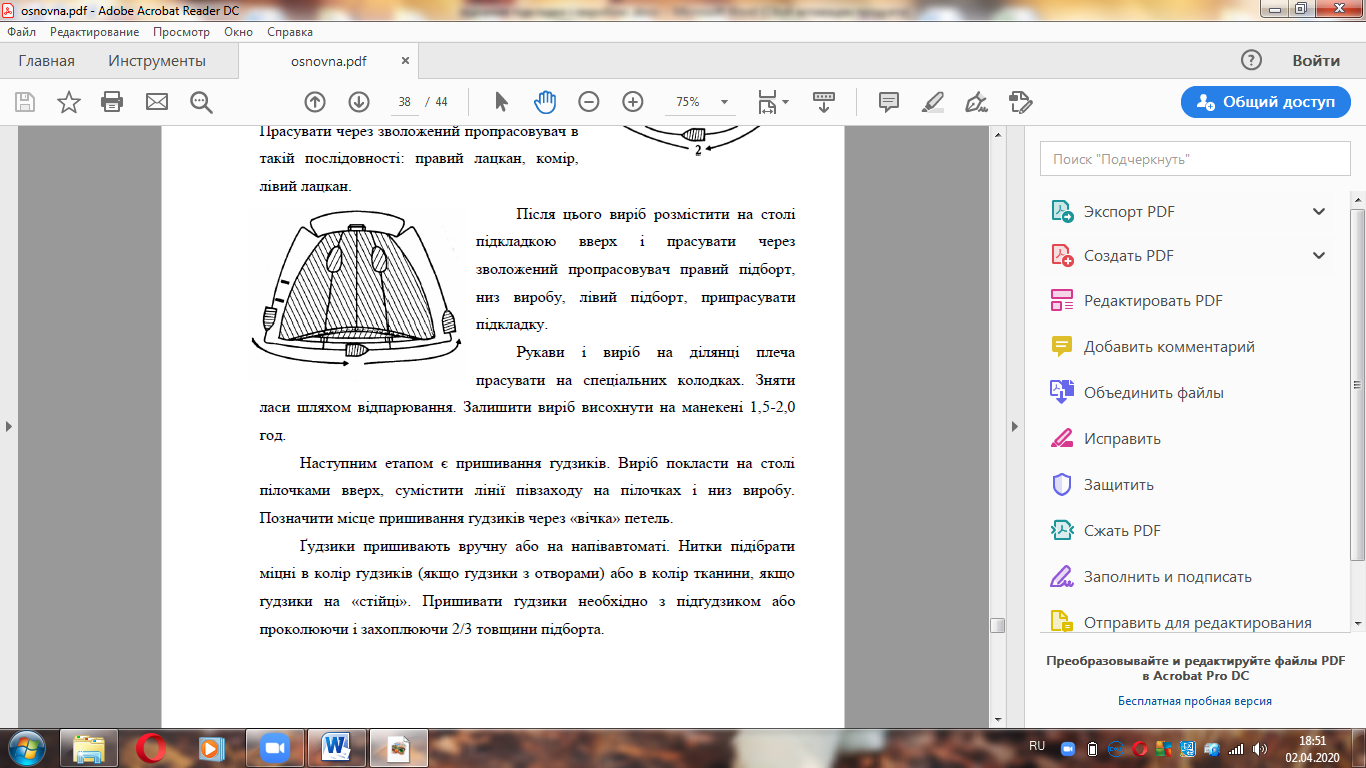 osnovna.pdf - Adobe Acrobat Reader DC
Файл Редактирование Просмотр Окно Справка
Главная Инструменты osnovna.pdf × Войти
38 / 44 75% Общий доступ
Прасувати через зволожений пропрасовувач в
такій послідовності: правий лацкан, комір,
лівий лацкан.
2
Після цього виріб розмістити на столі
підкладкою вверх і прасувати через
зволожений пропрасовувач правий підборт,
низ виробу, лівий підборт, припрасувати
підкладку.
Рукави і виріб на ділянці плеча
прасувати на спеціальних колодках. Зняти
ласи шляхом відпарювання. Залишити виріб висохнути на манекені 1,5-2,0
год.
Наступним етапом є пришивання ґудзиків. Виріб покласти на столі
пілочками вверх, сумістити лінії півзаходу на пілочках і низ виробу.
Позначити місце пришивання ґудзиків через «вічка» петель.
Ґудзики пришивають вручну або на напівавтоматі. Нитки підібрати
міцні в колір ґудзиків (якщо ґудзики з отворами) або в колір тканини, якщо
ґудзики на «стійці». Пришивати ґудзики необхідно з підґудзиком або
проколюючи і захоплюючи 2/3 товщини підборта.
Поиск "Подчеркнуть"
Экспорт PDF
Создать PDF
Редактировать PDF
Добавить комментарий
Объединить файлы
Исправить
Защитить
Сжать PDF
Заполнить и подписать
Отправить для редактирования
Преобразовывайте и редактируйте файлы PDF
в Acrobat Pro DC
Бесплатная пробная версия
RU
18:51
02.04.2020